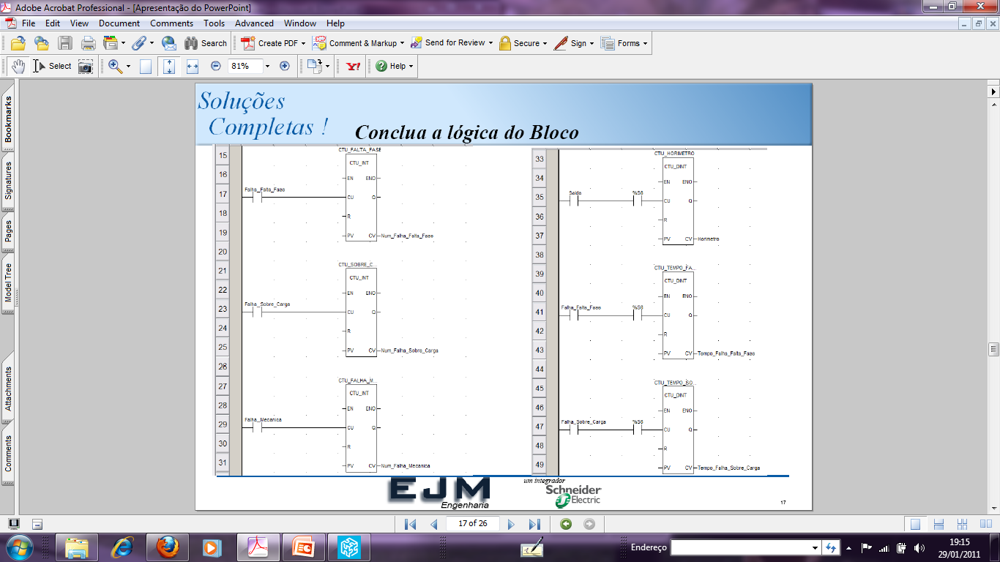 Adobe Acrobat Professional - [Apresentação do PowerPoint]
File Edit View Document Comments Tools Advanced Window Help
Search Create PDF Comment & Markup Send for Review Secure Sign Forms
Select 81% Y! Help
Bookmarks
Signatures
Pages
Model Tree
Attachments
Comments
Soluções
Completas !
Conclua a lógica do Bloco
15 CTU_FALTA_FASE
CTU_INT
16 EN ENO
Falha_Falta_Fase
17 CU Q
18 R
19 PV CV Num_Falha_Falta_Fase
20
21 CTU_SOBRE_C...
CTU_INT
22 EN ENO
Falha_Sobre_Carga
23 CU Q
24 R
25 PV CV Num_Falha_Sobre_Carga
26
27 CTU_FALHA_M...
CTU_INT
28 EN ENO
Falha_Mecanica
29 CU Q
30 R
31 PV CV Num_Falha_Mecanica
33 CTU_HORIMETRO
CTU_DINT
34 EN ENO
Saida %S6
35 CU Q
36 R
37 PV CV Horimetro
38
39 CTU_TEMPO_FA...
CTU_DINT
40 EN ENO
Falha_Falta_Fase %S6
41 CU Q
42 R
43 PV CV Tempo_Falha_Falta_Fase
44
45 CTU_TEMPO_SO...
CTU_DINT
46 EN ENO
Falha_Sobre_Carga %S6
47 CU Q
48 R
49 PV CV Tempo_Falha_Sobre_Carga
EJM
Engenharia
um integrador
Schneider
Electric
17
17 of 26
Endereço
19:15
29/01/2011